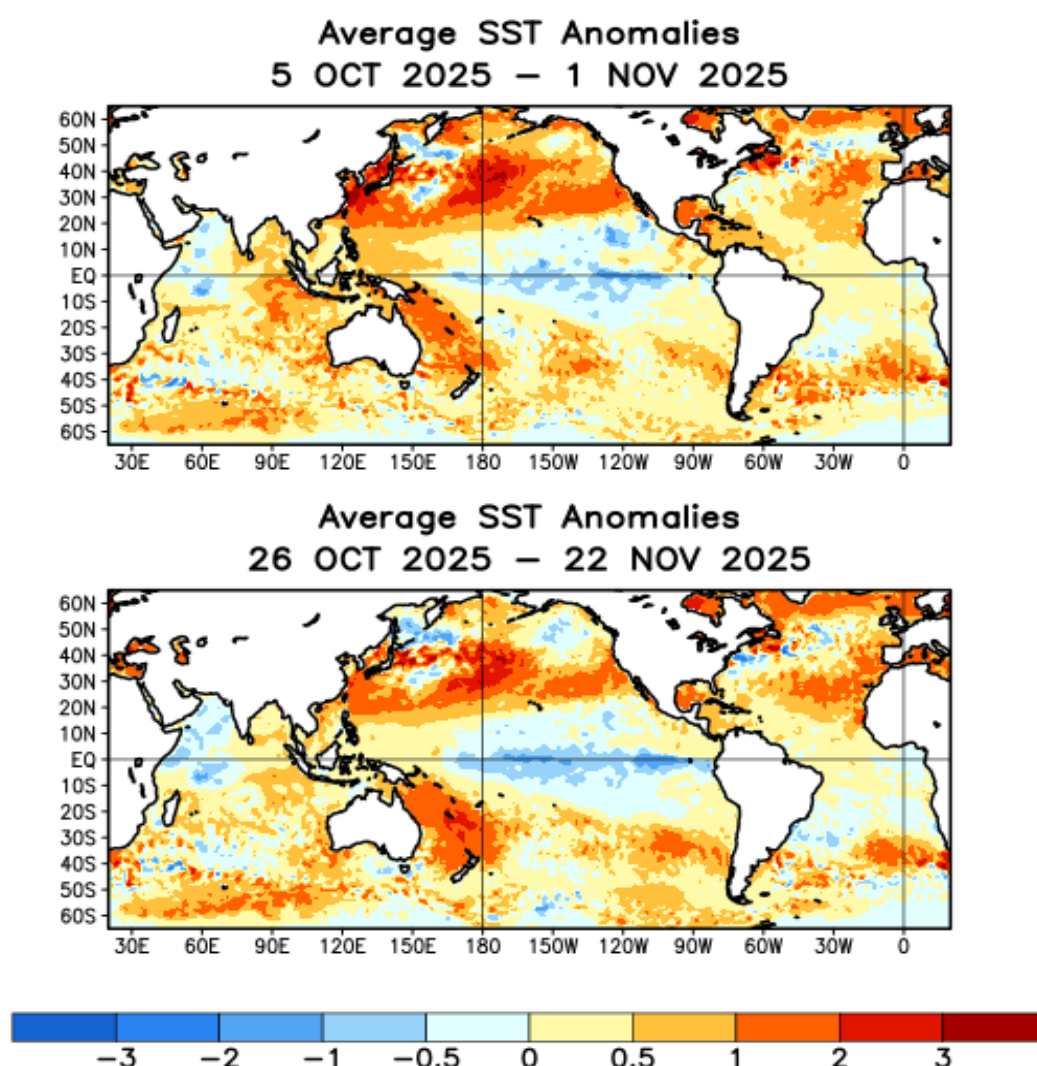 Average SST Anomalies
5 OCT 2025 – 1 NOV 2025
60N
50N
40N
30N
20N
10N
EQ
10S
20S
30S
40S
50S
60S
30E 60E 90E 120E 150E 180 150W 120W 90W 60W 30W 0
Average SST Anomalies
26 OCT 2025 – 22 NOV 2025
60N
50N
40N
30N
20N
10N
EQ
10S
20S
30S
40S
50S
60S
30E 60E 90E 120E 150E 180 150W 120W 90W 60W 30W 0
−3 −2 −1 −0.5 0 0.5 1 2 3